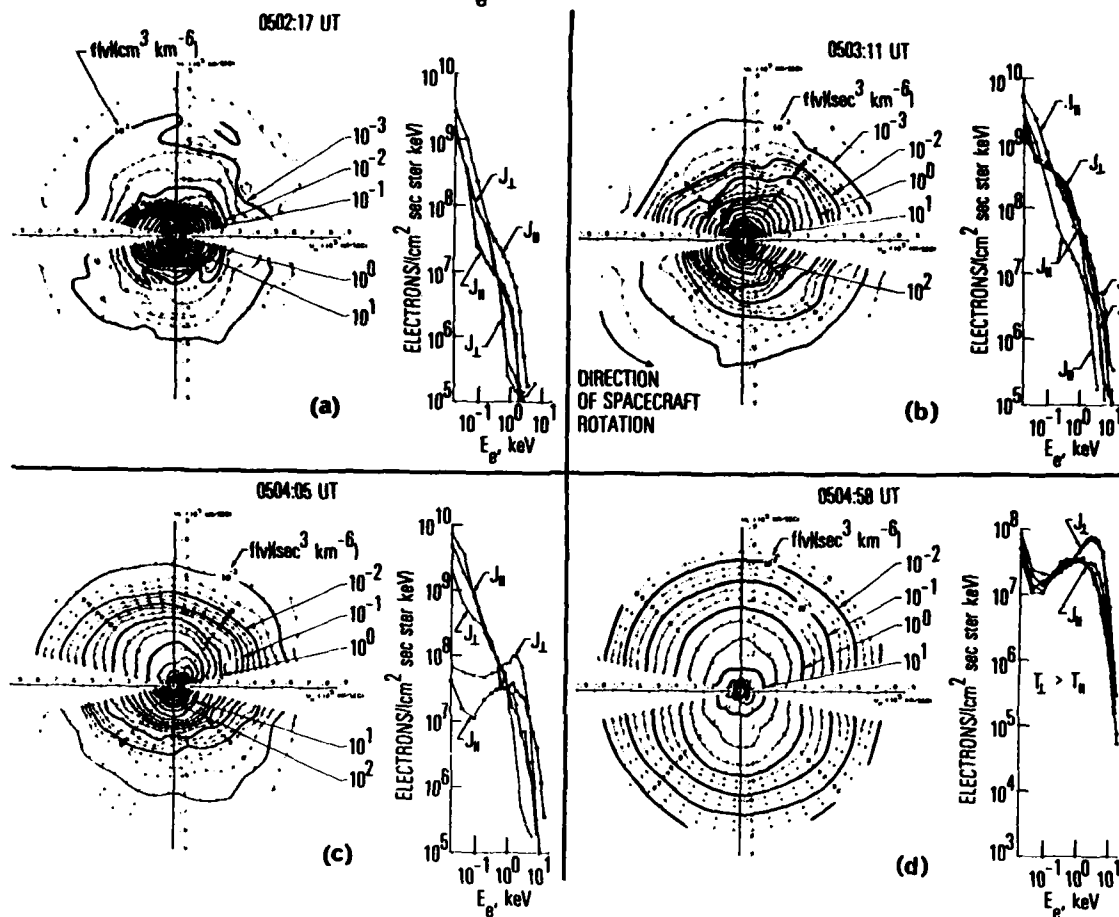 e
0502:17 UT
f(v)(cm³ km⁻⁶)
10⁻³
10⁻²
10⁻¹
10⁰
10¹
(a)
ELECTRONS/(cm² sec ster keV)
10¹⁰
10⁹
10⁸
10⁷
10⁶
10⁵
J⊥
J∥
J∥
J⊥
10⁻¹ 10⁰ 10¹
Eₑ, keV
0503:11 UT
f(v)(sec³ km⁻⁶)
10⁻³
10⁻²
10⁰
10¹
10²
DIRECTION
OF SPACECRAFT
ROTATION
(b)
ELECTRONS/(cm² sec ster keV)
10¹⁰
10⁹
10⁸
10⁷
10⁶
10⁵
J∥
J⊥
J∥
J∥
10⁻¹ 10⁰ 10¹
Eₑ, keV
0504:05 UT
f(v)(sec³ km⁻⁶)
10⁻²
10⁻¹
10⁰
10¹
10²
(c)
ELECTRONS/(cm² sec ster keV)
10¹⁰
10⁹
10⁸
10⁷
10⁶
10⁵
J∥
J⊥
J⊥
J∥
10⁻¹ 10⁰ 10¹
Eₑ, keV
0504:58 UT
f(v)(sec³ km⁻⁶)
10⁻²
10⁻¹
10⁰
10¹
(d)
ELECTRONS/(cm² sec ster keV)
10⁸
10⁷
10⁶
10⁵
10⁴
10³
J⊥
J∥
T⊥ > T∥
10⁻¹ 10⁰ 10¹
Eₑ, keV